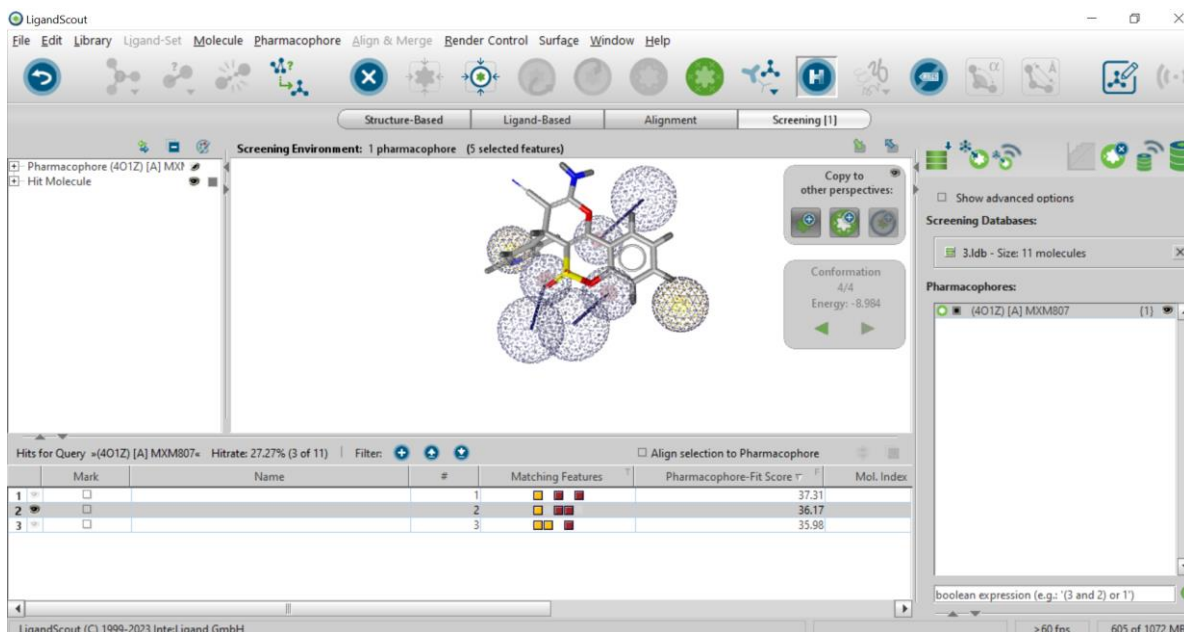 LigandScout
File Edit Library Ligand-Set Molecule Pharmacophore Align & Merge Render Control Surface Window Help
Structure-Based Ligand-Based Alignment Screening [1]
Pharmacophore (4O1Z) [A] MXM
Hit Molecule
Screening Environment: 1 pharmacophore (5 selected features)
Copy to
other perspectives:
Conformation
4/4
Energy: -8.984
Show advanced options
Screening Databases:
3.ldb - Size: 11 molecules
Pharmacophores:
(4O1Z) [A] MXM807 {1}
boolean expression (e.g.: '(3 and 2) or 1')
Hits for Query »(4O1Z) [A] MXM807« Hitrate: 27.27% (3 of 11) Filter: Align selection to Pharmacophore
Mark Name # Matching Features T Pharmacophore-Fit Score F Mol. Index
1 1 37.31
2 2 36.17
3 3 35.98
LigandScout (C) 1999-2023 Inte:Ligand GmbH >60 fps 605 of 1072 MB